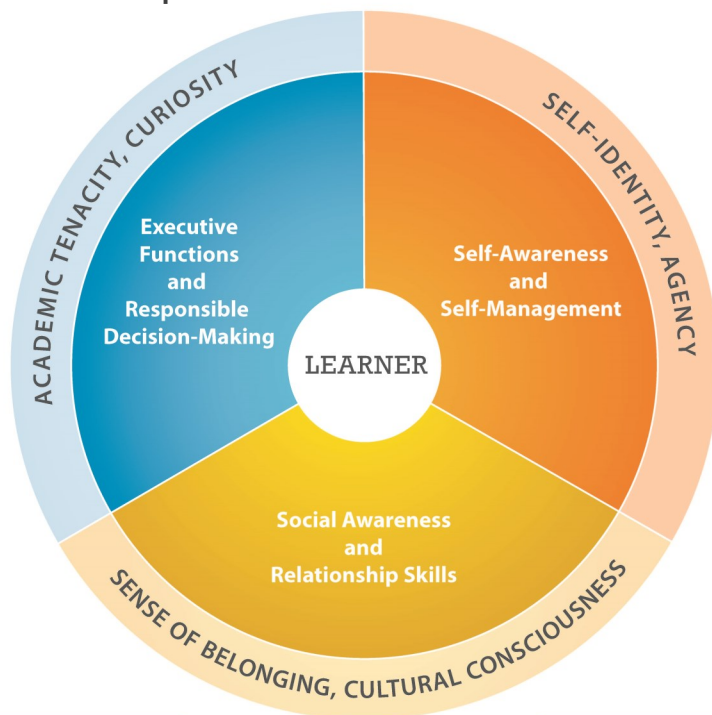 ACADEMIC TENACITY, CURIOSITY
SELF-IDENTITY, AGENCY
Executive
Functions
and
Responsible
Decision-Making
Self-Awareness
and
Self-Management
LEARNER
Social Awareness
and
Relationship Skills
SENSE OF BELONGING, CULTURAL CONSCIOUSNESS